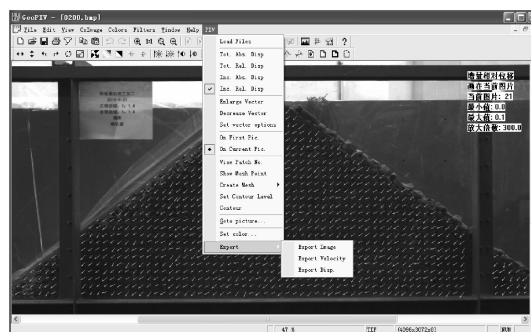 GeoPIV - [0200.bmp]
File Edit View ColImage Colors Filters Window Help PIV
Load Files
Tot. Abs. Disp
Tot. Rel. Disp
Inc. Abs. Disp
Inc. Rel. Disp
Enlarge Vector
Decrease Vector
Set vector options
On First Pic.
On Current Pic.
View Patch No.
Show Mesh Point
Create Mesh
Set Contour Level
Contour
Goto picture...
Set color...
Export
Export Image
Export Velocity
Export Disp.
增量相对位移
画在当前图片
当前图片: 21
最小值: 0.0
最大值: 0.1
放大倍数: 300.0
47 %
TIF
(4096x3072x8)
NUM